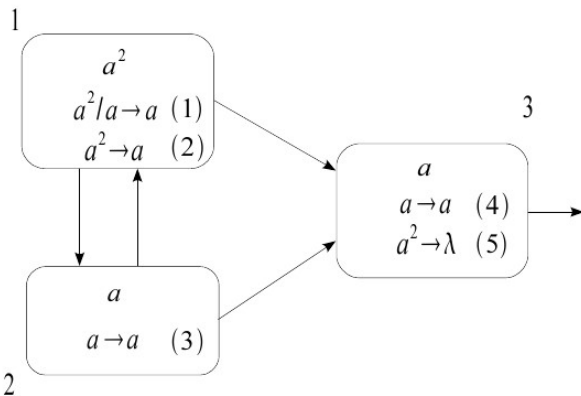 1
a²
a²/a→a (1)
a²→a (2)
3
a
a→a (4)
a²→λ (5)
a
a→a (3)
2